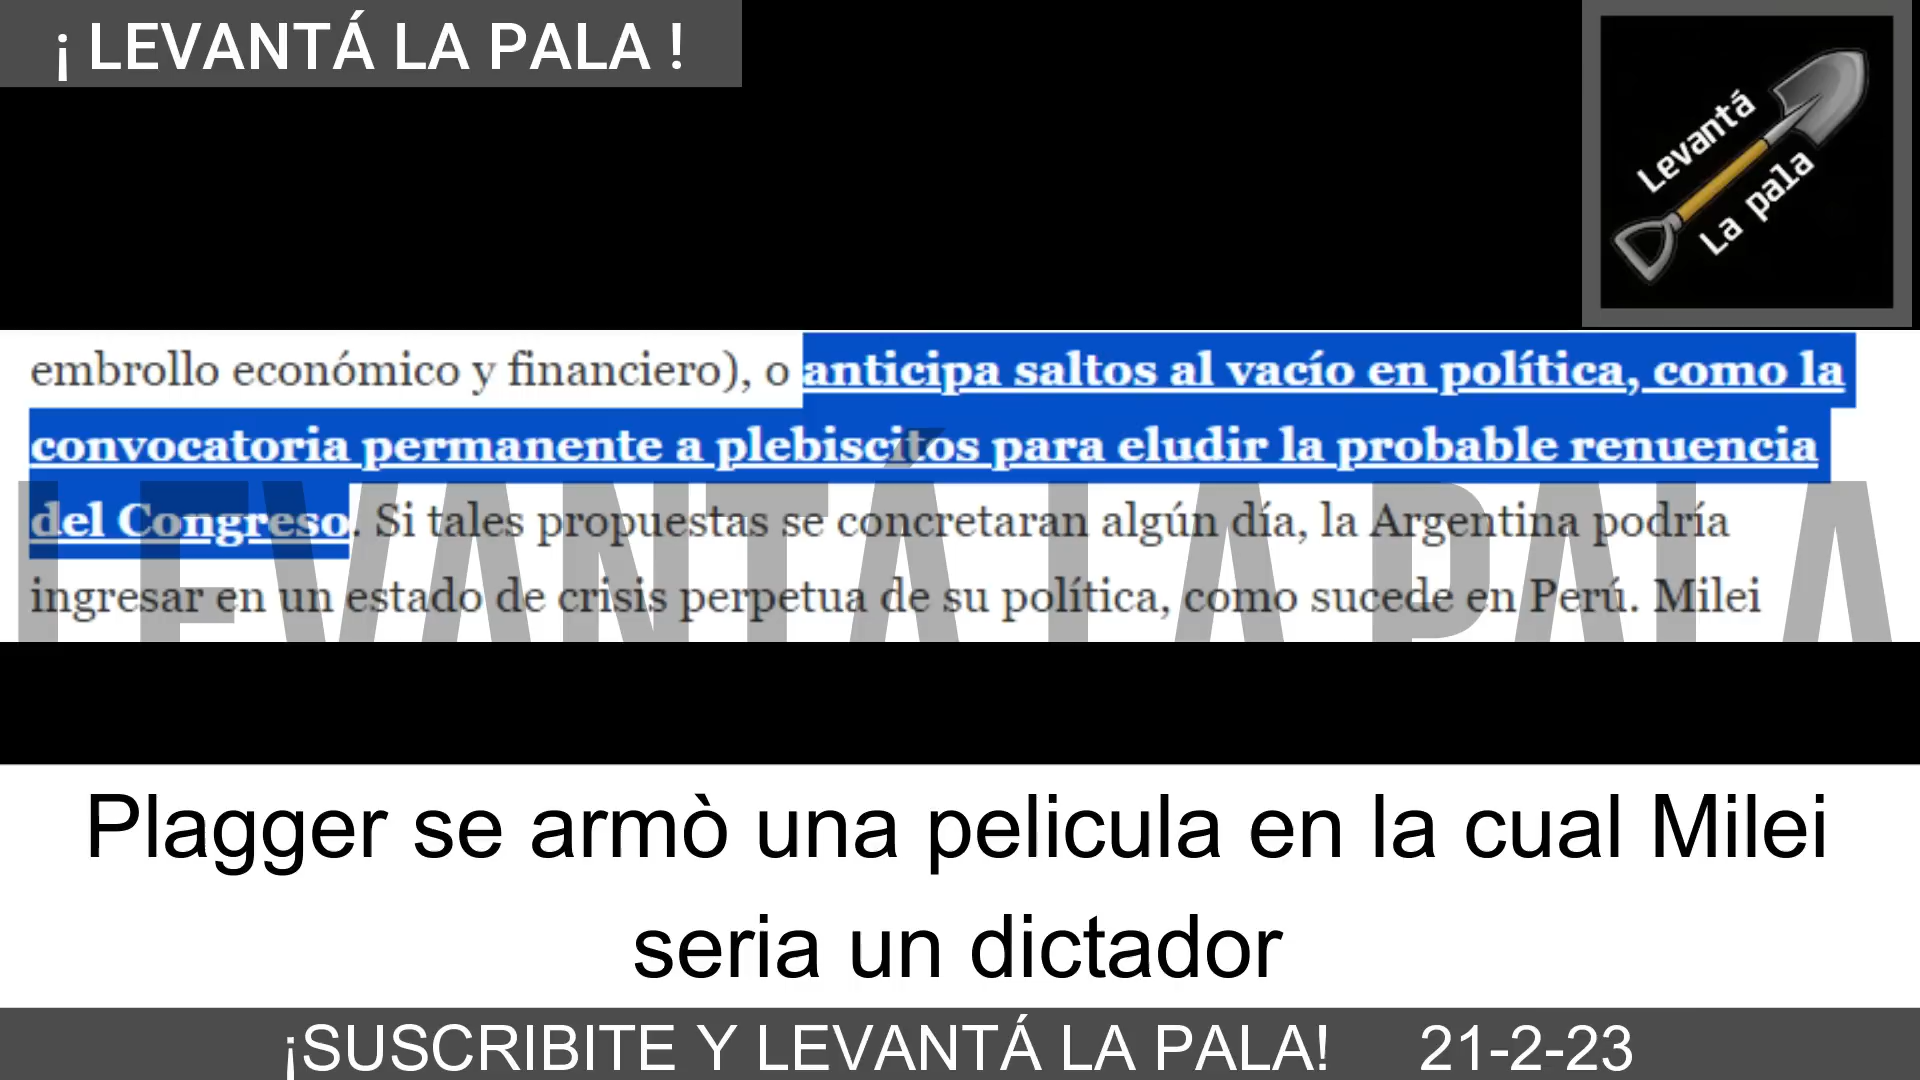 ¡ LEVANTÁ LA PALA !
Levantá
La pala
embrollo económico y financiero), o anticipa saltos al vacío en política, como la
convocatoria permanente a plebiscitos para eludir la probable renuencia
del Congreso. Si tales propuestas se concretaran algún día, la Argentina podría
ingresar en un estado de crisis perpetua de su política, como sucede en Perú. Milei
LEVANTÁ LA PALA
Plagger se armò una pelicula en la cual Milei
seria un dictador
¡SUSCRIBITE Y LEVANTÁ LA PALA! 21-2-23